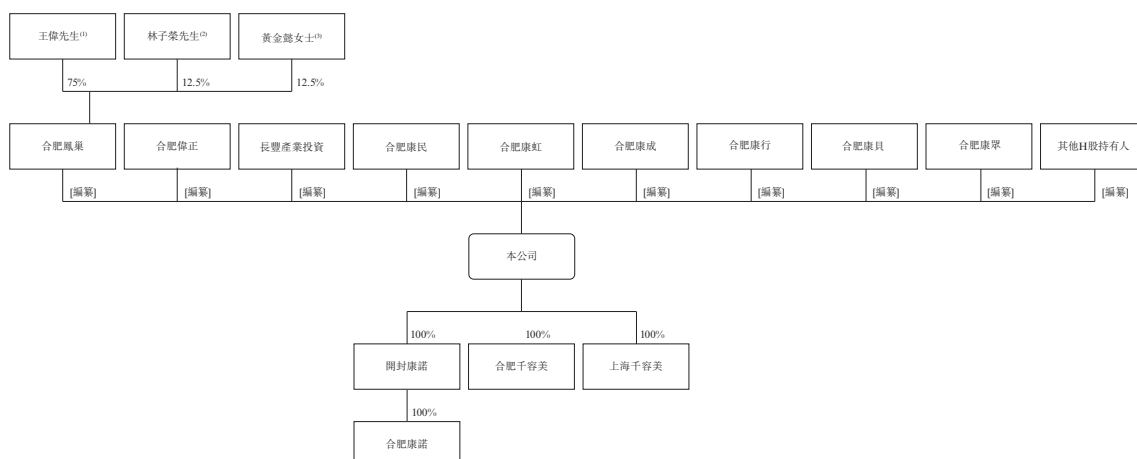 王偉先生(1)
林子榮先生(2)
黃金懿女士(3)
75%
12.5%
12.5%
合肥鳳巢
合肥偉正
長豐產業投資
合肥康民
合肥康虹
合肥康成
合肥康行
合肥康貝
合肥康眾
其他H股持有人
[編纂]
[編纂]
[編纂]
[編纂]
[編纂]
[編纂]
[編纂]
[編纂]
[編纂]
[編纂]
本公司
100%
100%
100%
開封康諾
合肥千容美
上海千容美
100%
合肥康諾